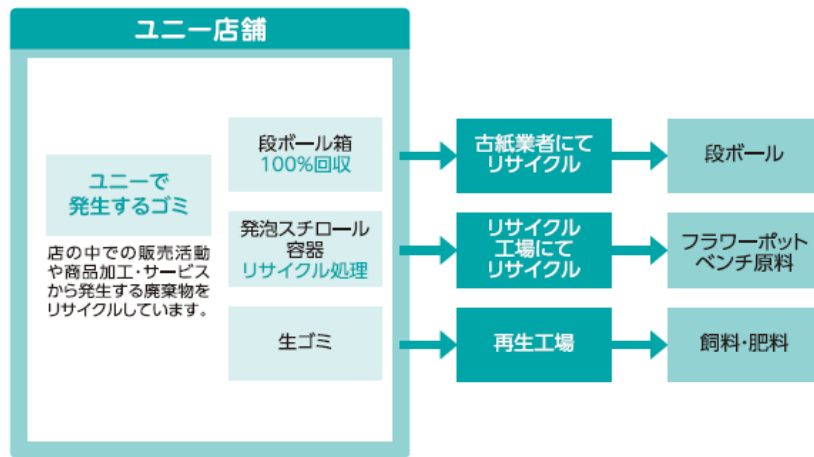 ユニー店舗
ユニーで
発生するゴミ
店の中での販売活動
や商品加工・サービス
から発生する廃棄物を
リサイクルしています。
段ボール箱
100%回収
古紙業者にて
リサイクル
段ボール
発泡スチロール
容器
リサイクル処理
リサイクル
工場にて
リサイクル
フラワーポット
ベンチ原料
生ゴミ
再生工場
飼料・肥料